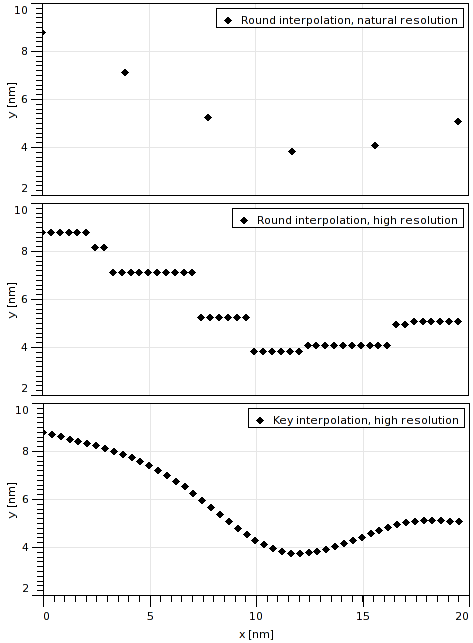 10
Round interpolation, natural resolution
8
6
4
2
y [nm]
10
Round interpolation, high resolution
8
6
4
2
y [nm]
10
Key interpolation, high resolution
8
6
4
2
y [nm]
0 5 10 15 20
x [nm]